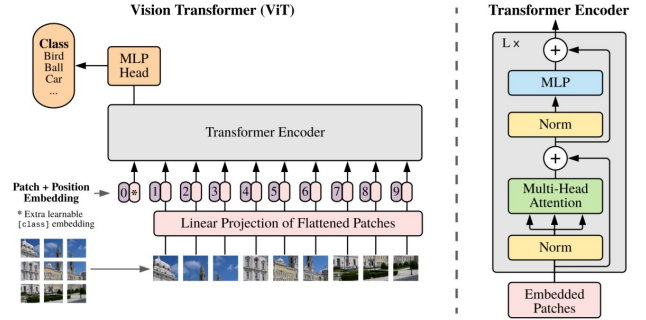 Vision Transformer (ViT)
Class
Bird
Ball
Car
...
MLP
Head
Transformer Encoder
Patch + Position
Embedding
0 * 1 2 3 4 5 6 7 8 9
* Extra learnable
[class] embedding
Linear Projection of Flattened Patches
Transformer Encoder
L ×
+
MLP
Norm
+
Multi-Head
Attention
Norm
Embedded
Patches